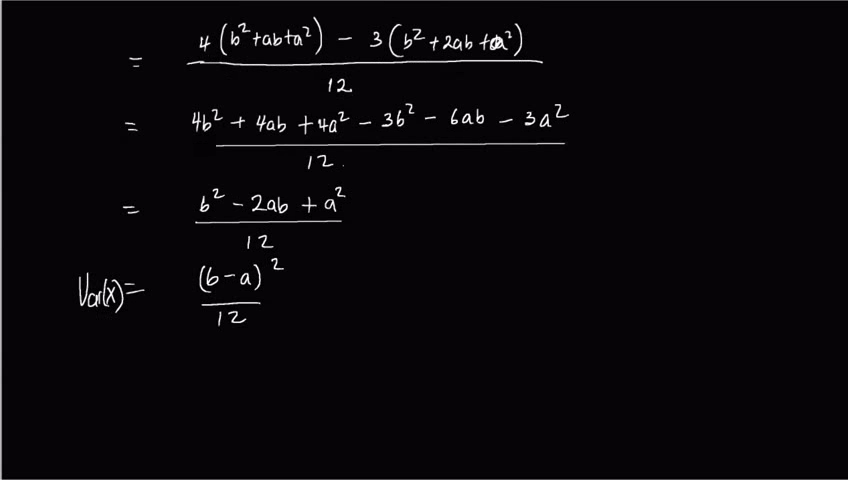 = 4(b²+ab+a²) - 3(b²+2ab+a²) / 12
= 4b² + 4ab + 4a² - 3b² - 6ab - 3a² / 12.
= b² - 2ab + a² / 12
Var(x)= (b-a)² / 12